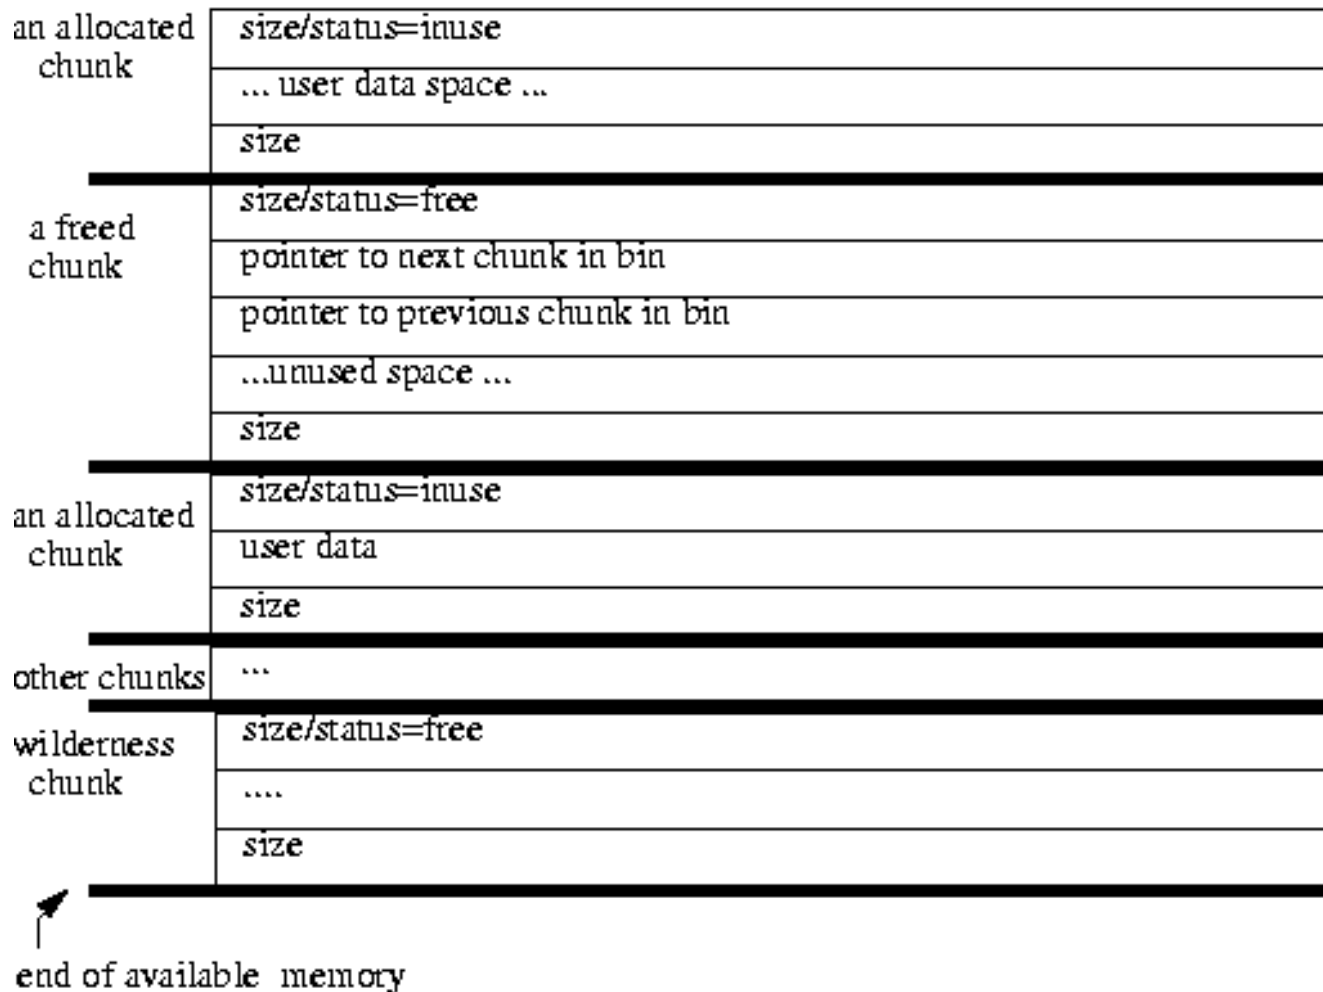 an allocated
chunk
size/status=inuse
... user data space ...
size
a freed
chunk
size/status=free
pointer to next chunk in bin
pointer to previous chunk in bin
...unused space ...
size
an allocated
chunk
size/status=inuse
user data
size
other chunks
...
wilderness
chunk
size/status=free
....
size
end of available memory